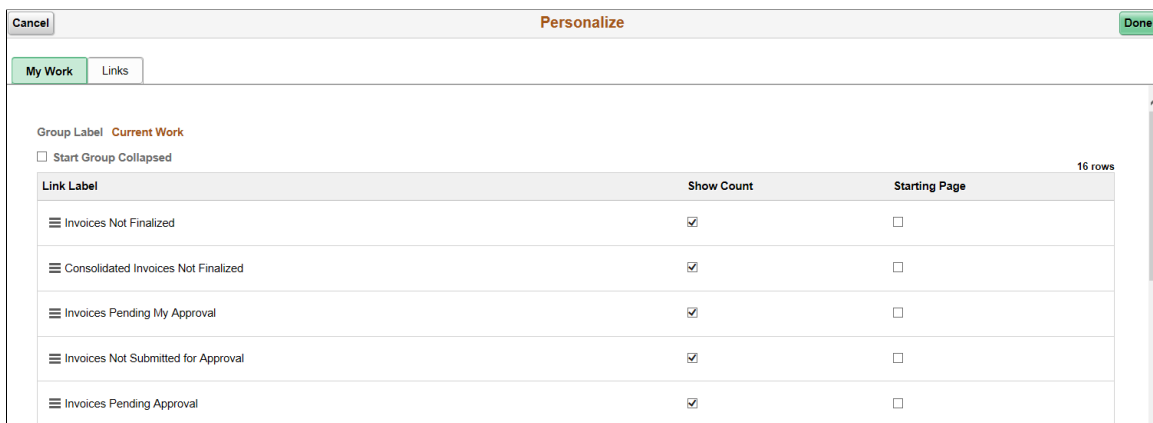 Cancel Personalize Done
My Work Links
Group Label Current Work
Start Group Collapsed
16 rows
Link Label Show Count Starting Page
Invoices Not Finalized
Consolidated Invoices Not Finalized
Invoices Pending My Approval
Invoices Not Submitted for Approval
Invoices Pending Approval